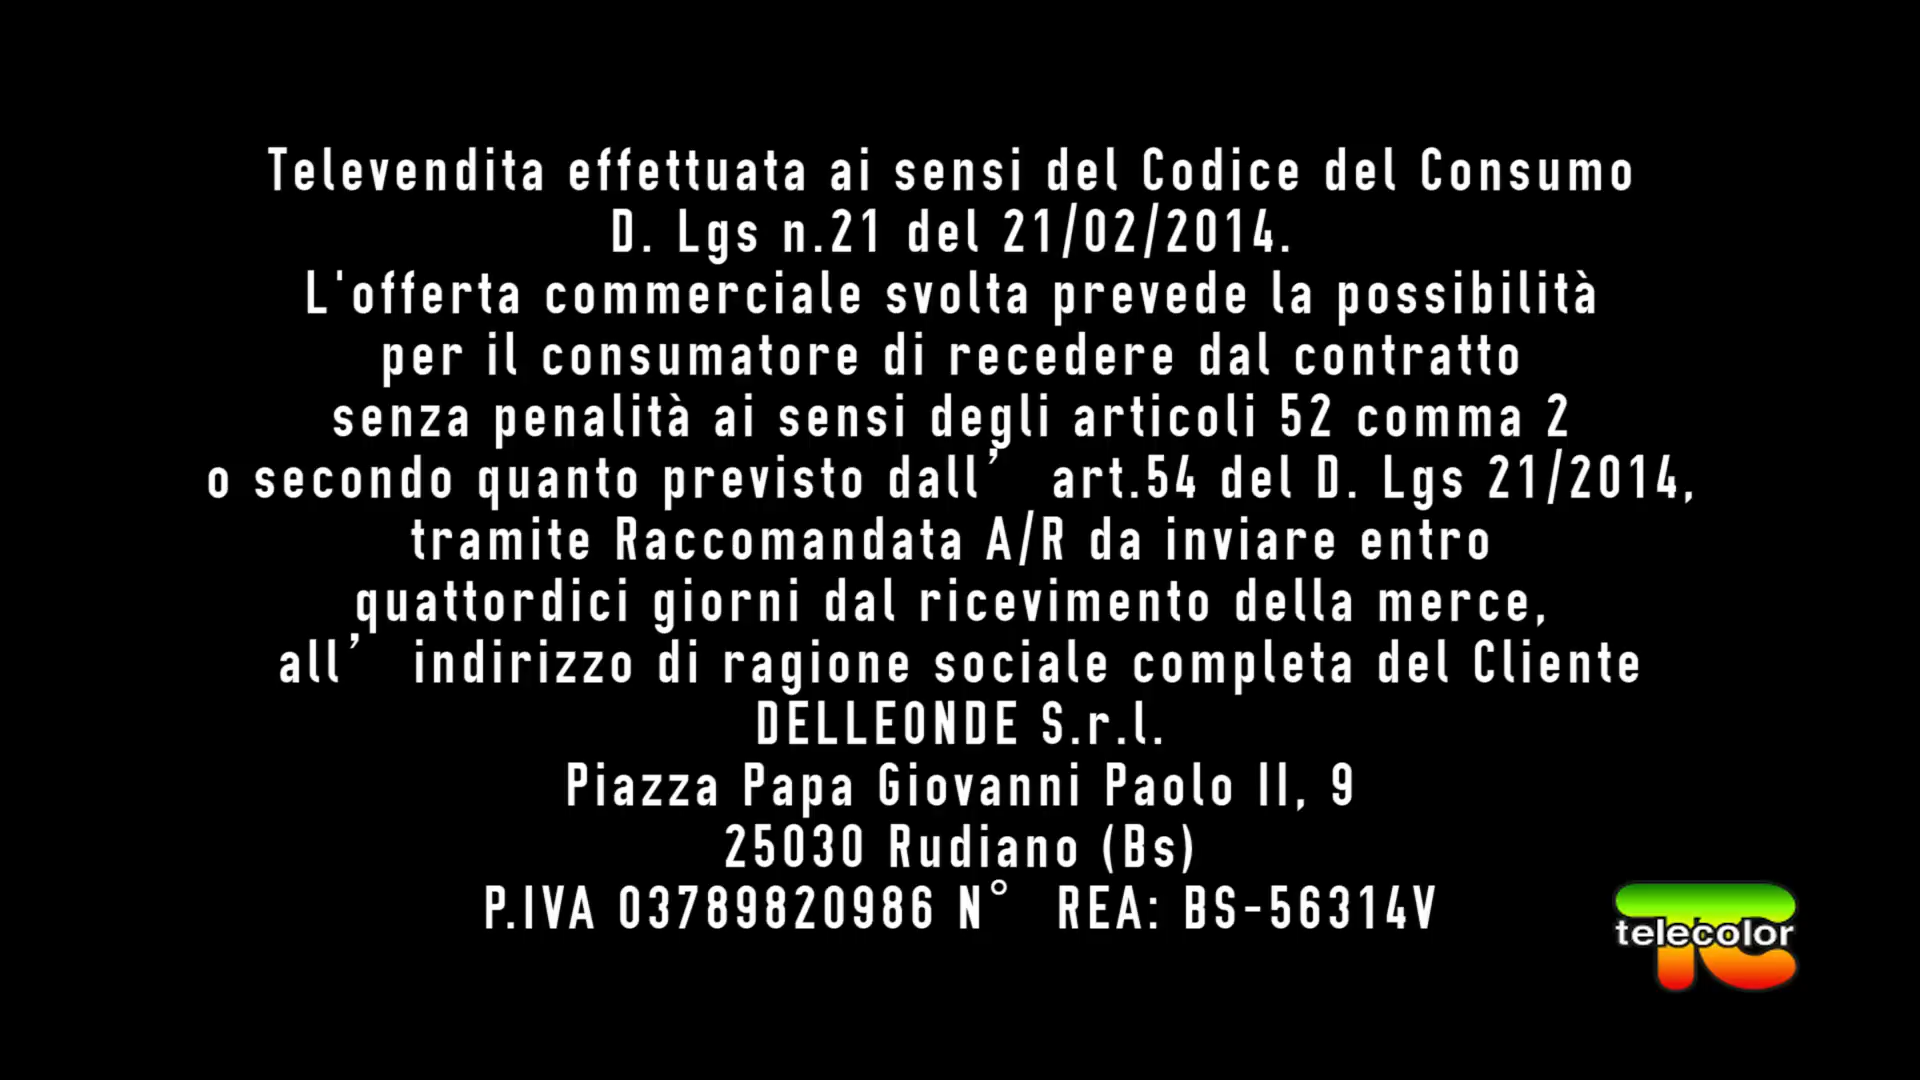 Televendita effettuata ai sensi del Codice del Consumo
D. Lgs n.21 del 21/02/2014.
L'offerta commerciale svolta prevede la possibilità
per il consumatore di recedere dal contratto
senza penalità ai sensi degli articoli 52 comma 2
o secondo quanto previsto dall’ art.54 del D. Lgs 21/2014,
tramite Raccomandata A/R da inviare entro
quattordici giorni dal ricevimento della merce,
all’ indirizzo di ragione sociale completa del Cliente
DELLEONDE S.r.l.
Piazza Papa Giovanni Paolo II, 9
25030 Rudiano (Bs)
P.IVA 03789820986 N° REA: BS-56314V
telecolor